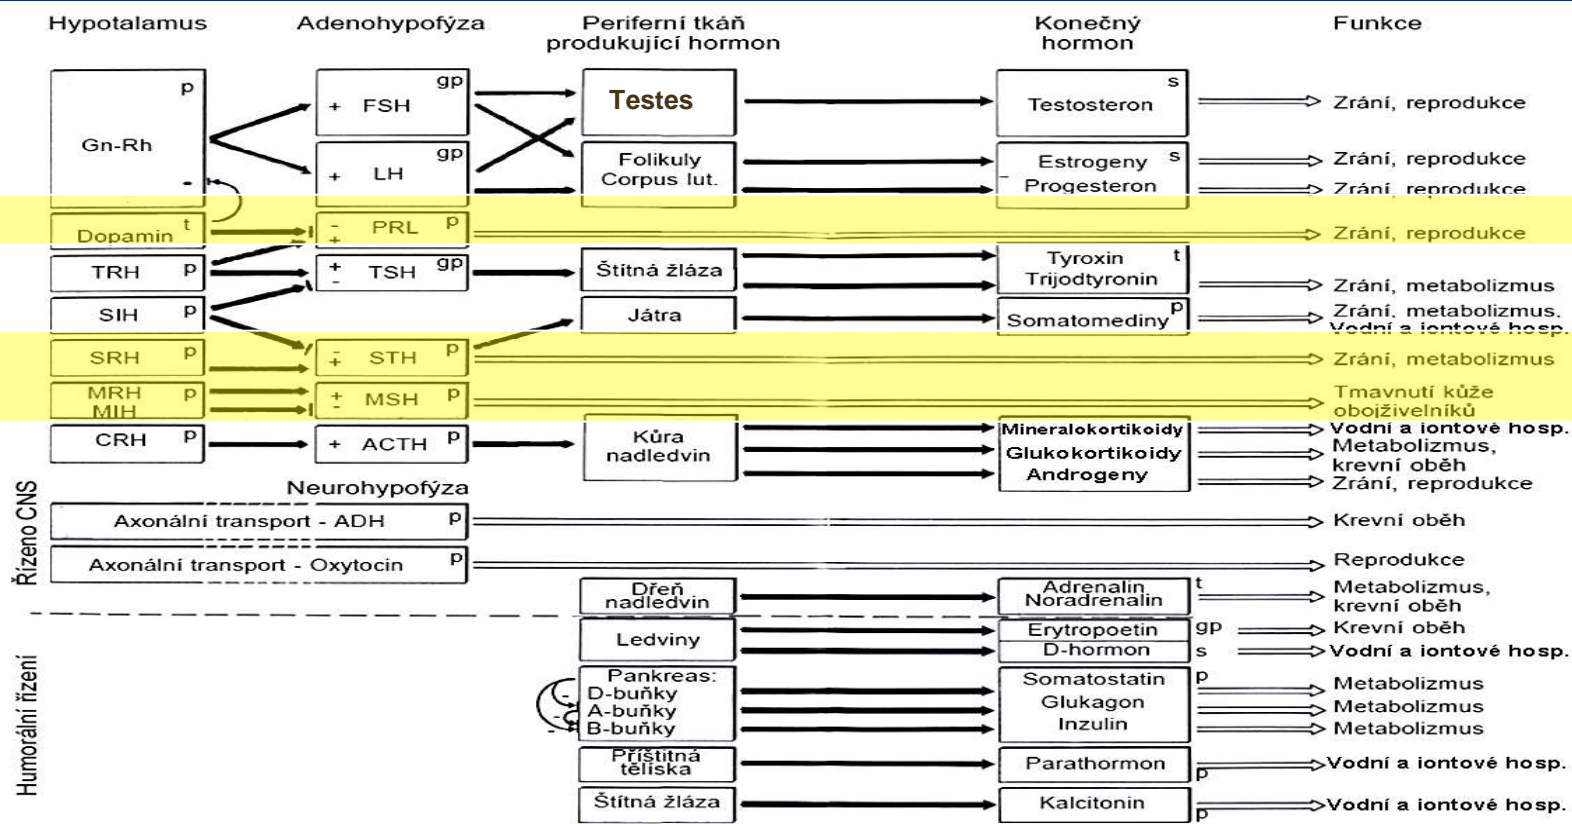 Hypotalamus Adenohypofýza Periferní tkáň produkující hormon Konečný hormon Funkce
p
Gn-Rh
-
+ FSH gp
Testes
Testosteron s
Zrání, reprodukce
+ LH gp
Folikuly
Corpus lut.
Estrogeny s
- Progesteron
Zrání, reprodukce
Zrání, reprodukce
Dopamin t
- + PRL p
Zrání, reprodukce
TRH p
+ - TSH gp
Štítná žláza
Tyroxin t
Trijodtyronin
Zrání, metabolizmus
SIH p
Játra
Somatomediny p
Zrání, metabolizmus.
Vodní a iontové hosp.
SRH p
- + STH p
Zrání, metabolizmus
MRH p
MIH
+ - MSH p
Tmavnutí kůže
obojživelníků
CRH p
+ ACTH p
Kůra
nadledvin
Mineralokortikoidy
Glukokortikoidy
Androgeny
Vodní a iontové hosp.
Metabolizmus,
krevní oběh
Zrání, reprodukce
Řízeno CNS
Neurohypofýza
Axonální transport - ADH p
Krevní oběh
Axonální transport - Oxytocin p
Reprodukce
Dřeň
nadledvin
Adrenalin t
Noradrenalin
Metabolizmus,
krevní oběh
Humorální řízení
Ledviny
Erytropoetin gp
Krevní oběh
D-hormon s
Vodní a iontové hosp.
Pankreas:
D-buňky
A-buňky
B-buňky
- - -
Somatostatin p
Glukagon
Inzulin
Metabolizmus
Metabolizmus
Metabolizmus
Příštitná
tělíska
Parathormon p
Vodní a iontové hosp.
Štítná žláza
Kalcitonin p
Vodní a iontové hosp.